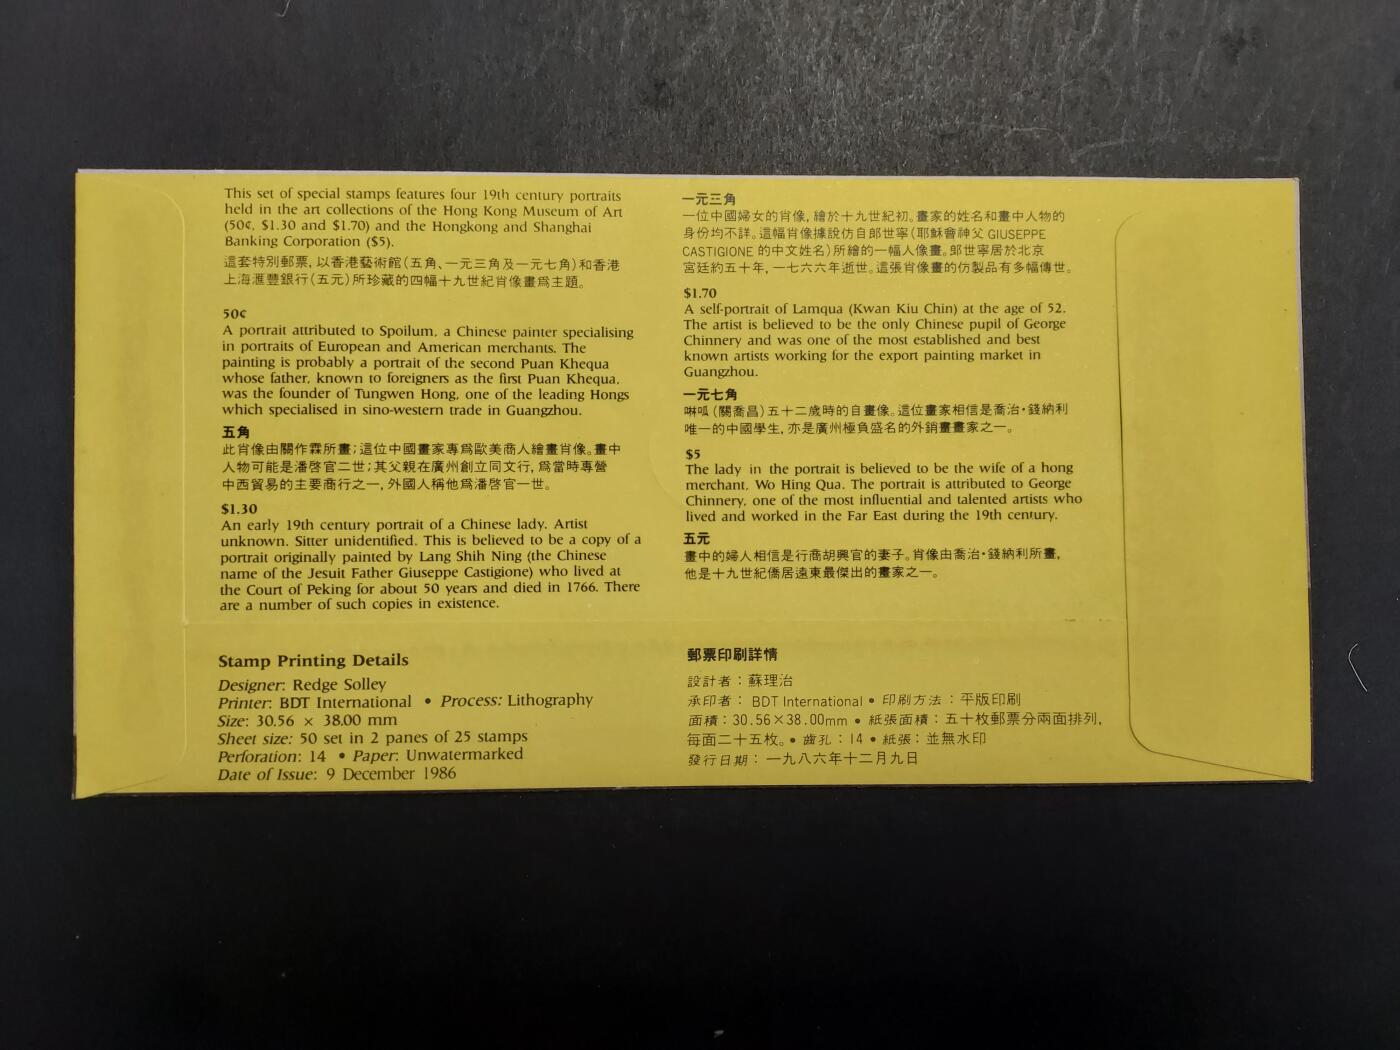 This set of special stamps features four 19th century portraits
held in the art collections of the Hong Kong Museum of Art
(50¢, $1.30 and $1.70) and the Hongkong and Shanghai
Banking Corporation ($5).
這套特別郵票，以香港藝術館（五角、一元三角及一元七角）和香港
上海滙豐銀行（五元）所珍藏的四幅十九世紀肖像畫爲主題。
50¢
A portrait attributed to Spoilum, a Chinese painter specialising
in portraits of European and American merchants. The
painting is probably a portrait of the second Puan Khequa
whose father, known to foreigners as the first Puan Khequa,
was the founder of Tungwen Hong, one of the leading Hongs
which specialised in sino-western trade in Guangzhou.
五角
此肖像由關作霖所畫；這位中國畫家專爲歐美商人繪畫肖像。畫中
人物可能是潘啓官二世；其父親在廣州創立同文行，爲當時專營
中西貿易的主要商行之一，外國人稱他爲潘啓官一世。
$1.30
An early 19th century portrait of a Chinese lady. Artist
unknown. Sitter unidentified. This is believed to be a copy of a
portrait originally painted by Lang Shih Ning (the Chinese
name of the Jesuit Father Giuseppe Castigione) who lived at
the Court of Peking for about 50 years and died in 1766. There
are a number of such copies in existence.
一元三角
一位中國婦女的肖像，繪於十九世紀初。畫家的姓名和畫中人物的
身份均不詳。這幅肖像據說仿自郎世寧（耶穌會神父 GIUSEPPE
CASTIGIONE 的中文姓名）所繪的一幅人像畫。郎世寧居於北京
宮廷約五十年，一七六六年逝世。這張肖像畫的仿製品有多幅傳世。
$1.70
A self-portrait of Lamqua (Kwan Kiu Chin) at the age of 52.
The artist is believed to be the only Chinese pupil of George
Chinnery and was one of the most established and best
known artists working for the export painting market in
Guangzhou.
一元七角
啉呱（關喬昌）五十二歲時的自畫像。這位畫家相信是喬治・錢納利
唯一的中國學生，亦是廣州極負盛名的外銷畫畫家之一。
$5
The lady in the portrait is believed to be the wife of a hong
merchant, Wo Hing Qua. The portrait is attributed to George
Chinnery, one of the most influential and talented artists who
lived and worked in the Far East during the 19th century.
五元
畫中的婦人相信是行商胡興官的妻子。肖像由喬治・錢納利所畫，
他是十九世紀僑居遠東最傑出的畫家之一。
Stamp Printing Details
Designer: Redge Solley
Printer: BDT International • Process: Lithography
Size: 30.56 × 38.00 mm
Sheet size: 50 set in 2 panes of 25 stamps
Perforation: 14 • Paper: Unwatermarked
Date of Issue: 9 December 1986
郵票印刷詳情
設計者：蘇理治
承印者： BDT International • 印刷方法：平版印刷
面積：30.56×38.00mm • 紙張面積：五十枚郵票分兩面排列，
每面二十五枚。• 齒孔：14 • 紙張：並無水印
發行日期：一九八六年十二月九日